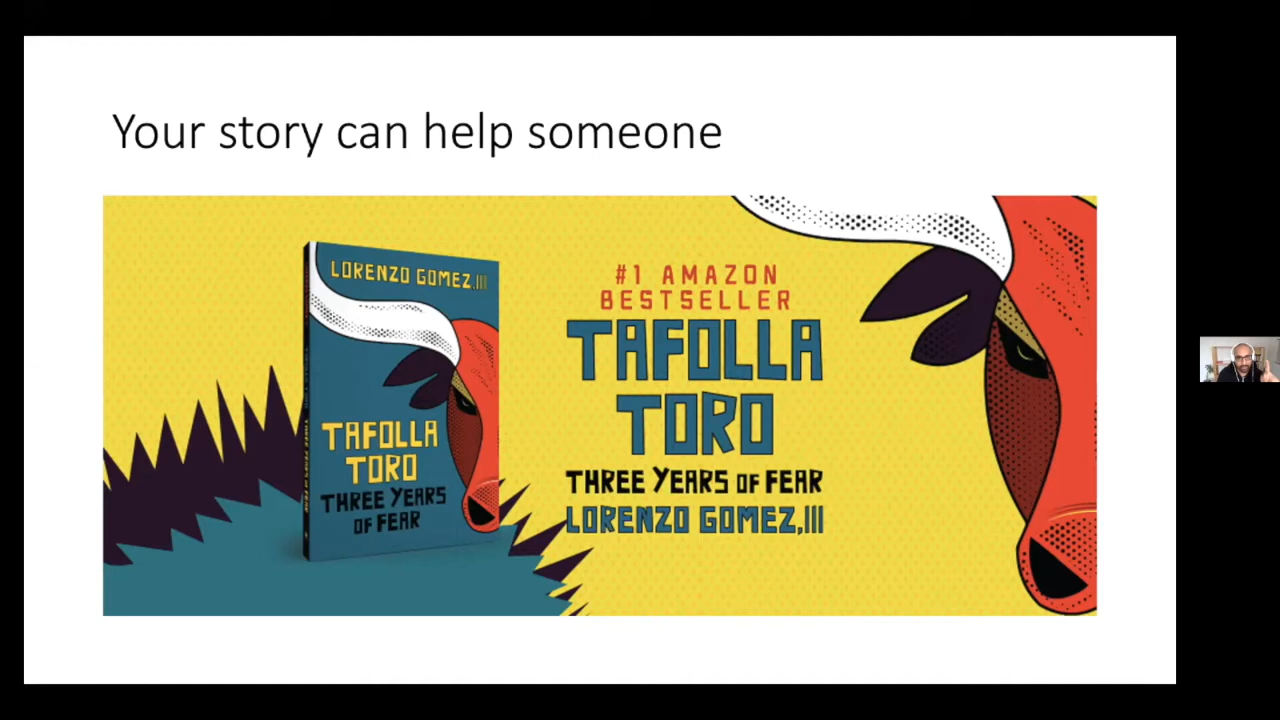 Your story can help someone
LORENZO GOMEZ,III
TAFOLLA
TORO
THREE YEARS
OF FEAR
#1 AMAZON
BESTSELLER
TAFOLLA
TORO
THREE YEARS OF FEAR
LORENZO GOMEZ,III